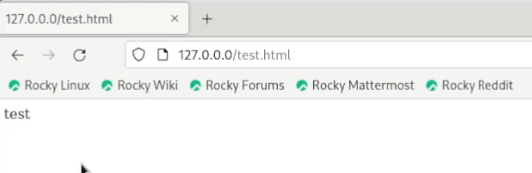 127.0.0.0/test.html
127.0.0.0/test.html
Rocky Linux Rocky Wiki Rocky Forums Rocky Mattermost Rocky Reddit
test